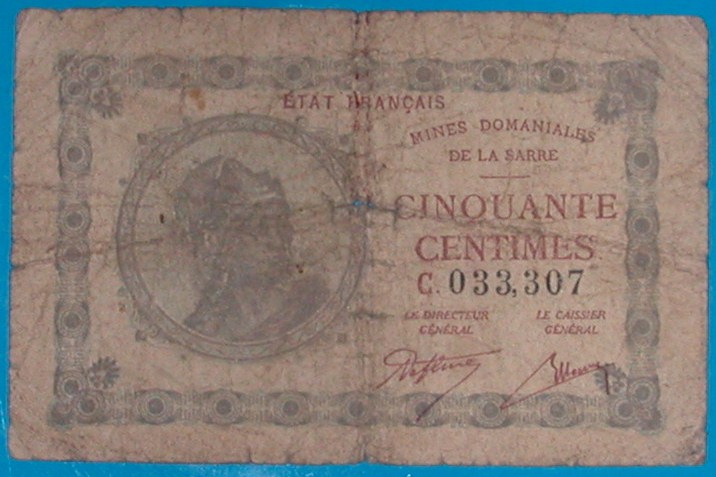 ÉTAT FRANÇAIS
MINES DOMANIALES
DE LA SARRE
CINQUANTE
CENTIMES
C. 033,307
LE DIRECTEUR LE CAISSIER
GÉNÉRAL GÉNÉRAL